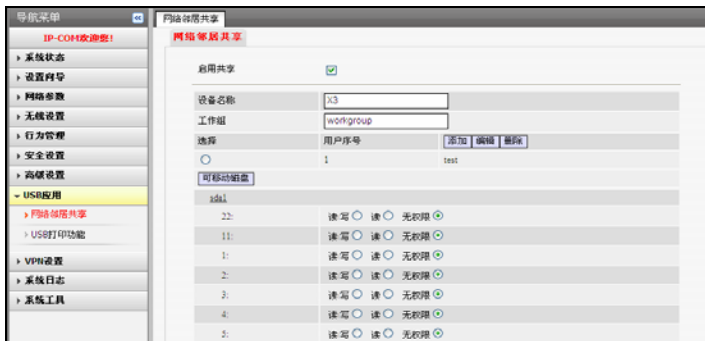 导航菜单
IP-COM欢迎您!
系统状态
设置向导
网络参数
无线设置
行为管理
安全设置
高级设置
USB应用
网络邻居共享
USB打印功能
VPN设置
系统日志
系统工具
网络邻居共享
网络邻居共享
启用共享
设备名称 X3
工作组 workgroup
选择 用户序号 添加 编辑 删除
1 test
可移动磁盘
sda1
22: 读/写 读 无权限
11: 读/写 读 无权限
1: 读/写 读 无权限
2: 读/写 读 无权限
3: 读/写 读 无权限
4: 读/写 读 无权限
5: 读/写 读 无权限